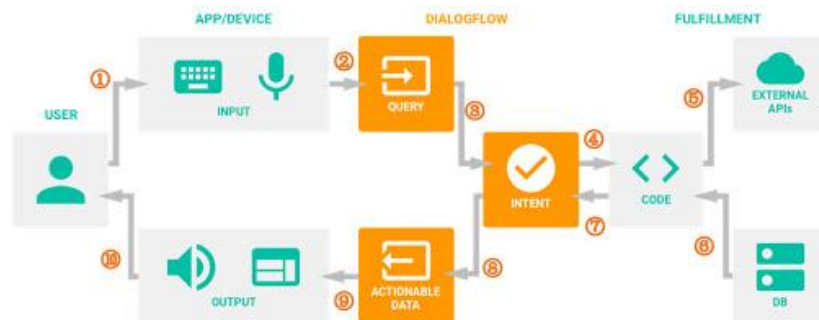 APP/DEVICE
DIALOGFLOW
FULFILLMENT
①
②
INPUT
QUERY
③
④
⑤
EXTERNAL
APIs
USER
INTENT
CODE
⑦
⑥
⑩
OUTPUT
⑨
ACTIONABLE
DATA
⑧
DB